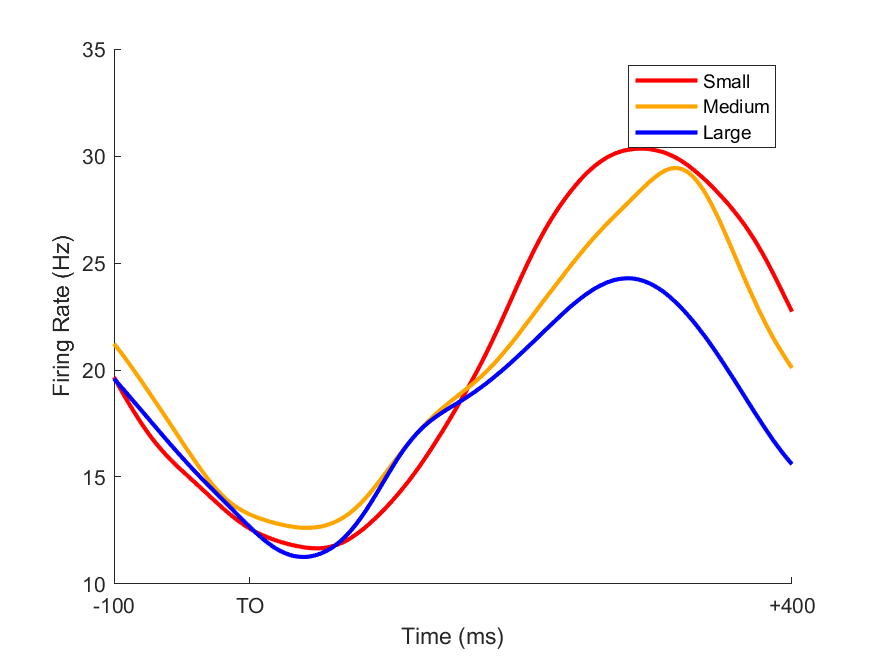 35
30
25
20
15
10
Firing Rate (Hz)
Small
Medium
Large
-100
TO
+400
Time (ms)